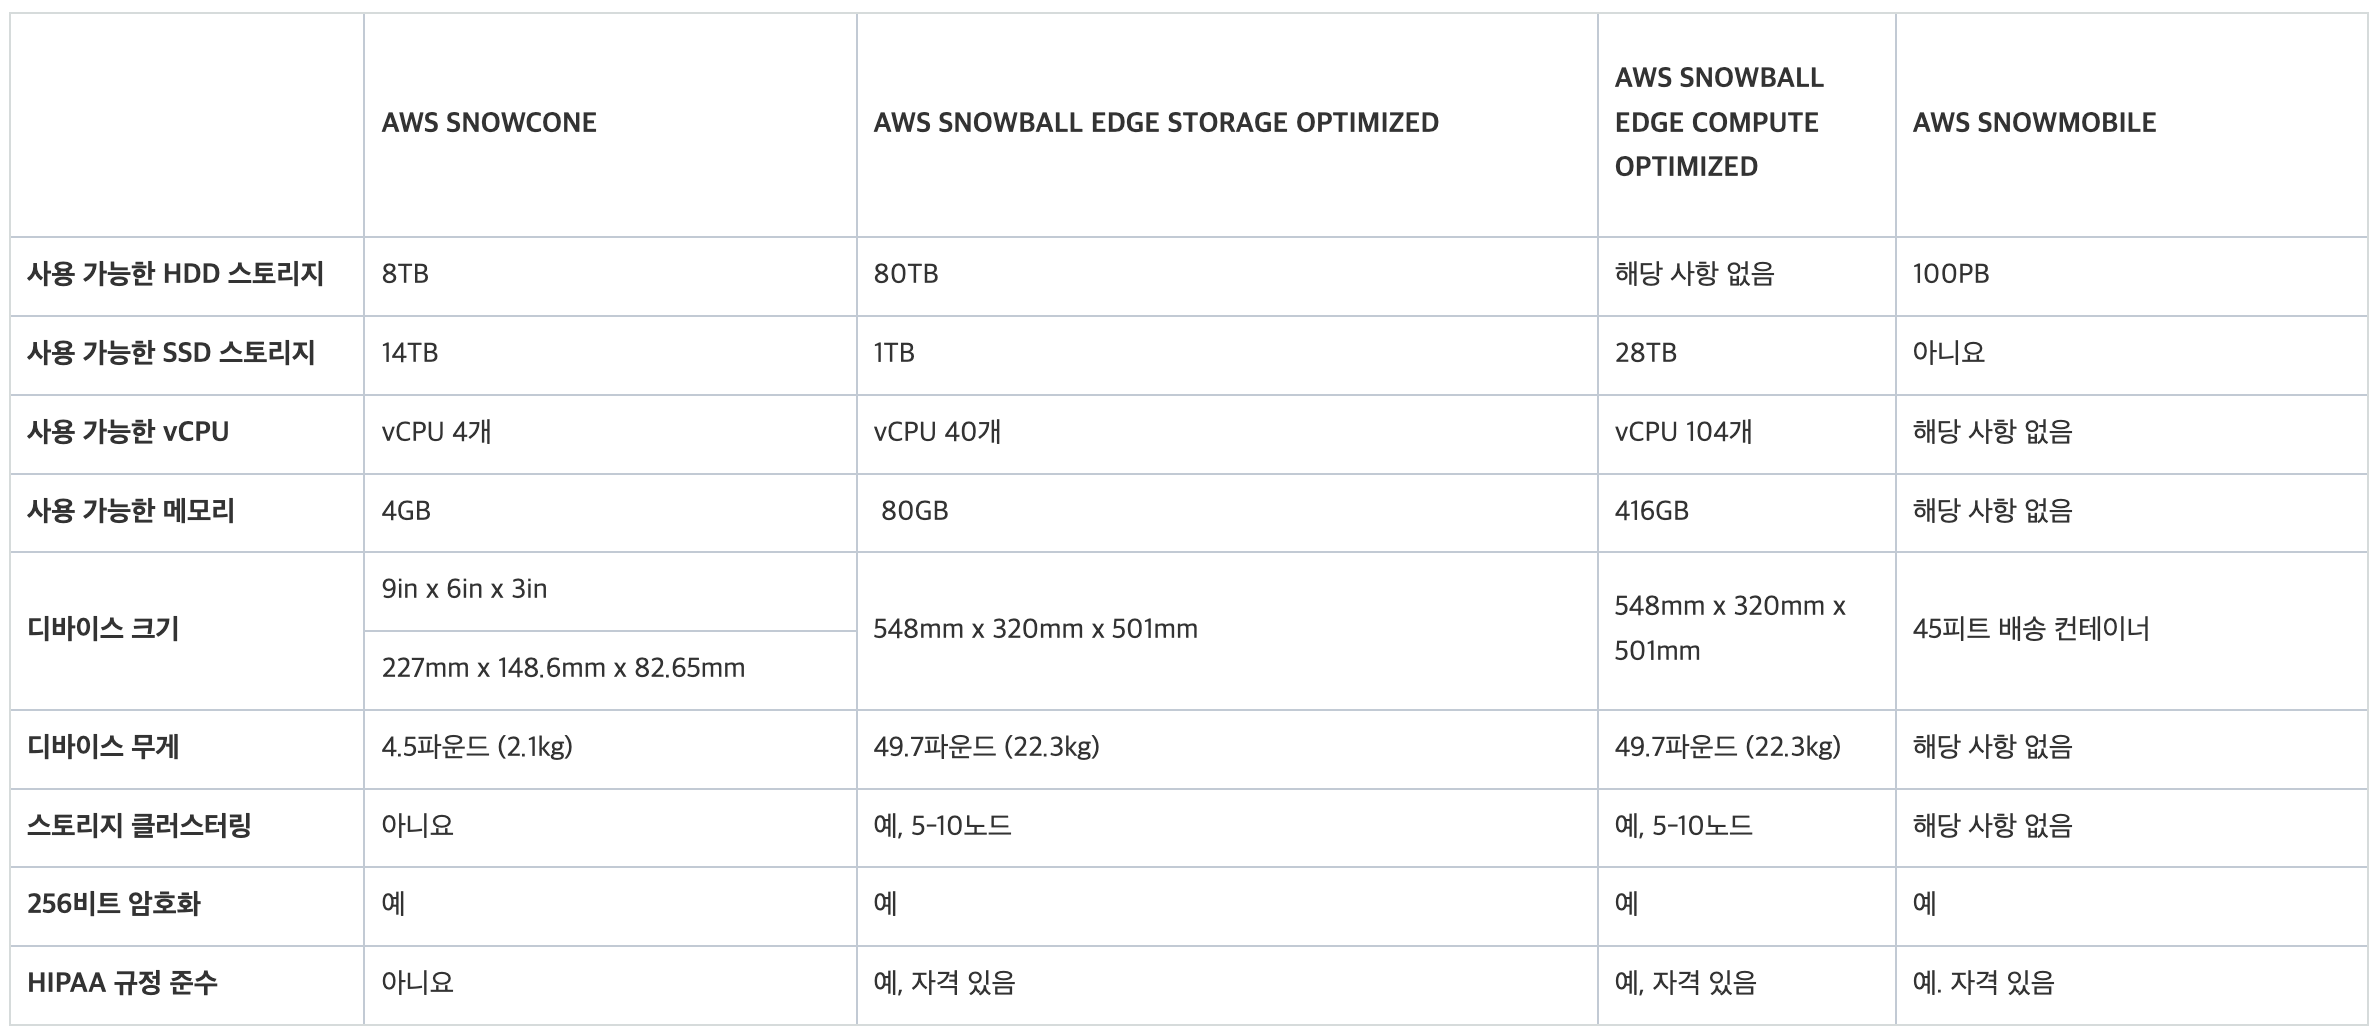 AWS SNOWCONE
AWS SNOWBALL EDGE STORAGE OPTIMIZED
AWS SNOWBALL
EDGE COMPUTE
OPTIMIZED
AWS SNOWMOBILE
사용 가능한 HDD 스토리지 8TB 80TB 해당 사항 없음 100PB
사용 가능한 SSD 스토리지 14TB 1TB 28TB 아니요
사용 가능한 vCPU vCPU 4개 vCPU 40개 vCPU 104개 해당 사항 없음
사용 가능한 메모리 4GB 80GB 416GB 해당 사항 없음
디바이스 크기
9in x 6in x 3in
227mm x 148.6mm x 82.65mm
548mm x 320mm x 501mm
548mm x 320mm x
501mm
45피트 배송 컨테이너
디바이스 무게 4.5파운드 (2.1kg) 49.7파운드 (22.3kg) 49.7파운드 (22.3kg) 해당 사항 없음
스토리지 클러스터링 아니요 예, 5-10노드 예, 5-10노드 해당 사항 없음
256비트 암호화 예 예 예 예
HIPAA 규정 준수 아니요 예, 자격 있음 예, 자격 있음 예. 자격 있음